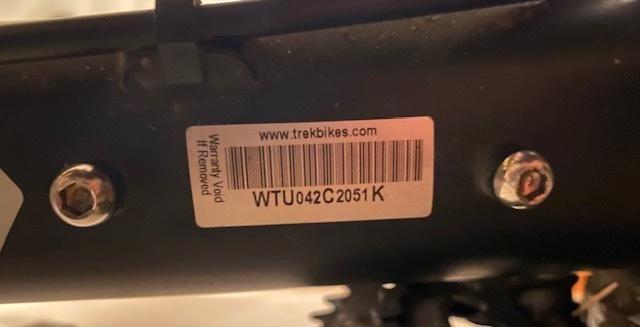 www.trekbikes.com
Warranty Void
If Removed
WTU042C2051K